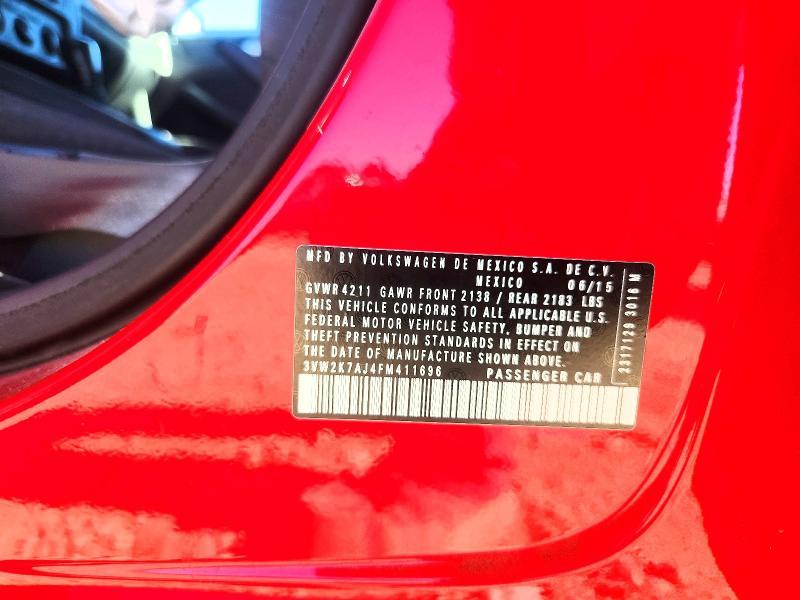 MFD BY VOLKSWAGEN DE MEXICO S.A. DE C.V.
MEXICO 06/15
GVWR 4211 GAWR FRONT 2138 / REAR 2183 LBS
THIS VEHICLE CONFORMS TO ALL APPLICABLE U.S.
FEDERAL MOTOR VEHICLE SAFETY, BUMPER AND
THEFT PREVENTION STANDARDS IN EFFECT ON
THE DATE OF MANUFACTURE SHOWN ABOVE.
3VW2K7AJ4FM411696 PASSENGER CAR
2317129 3016 M